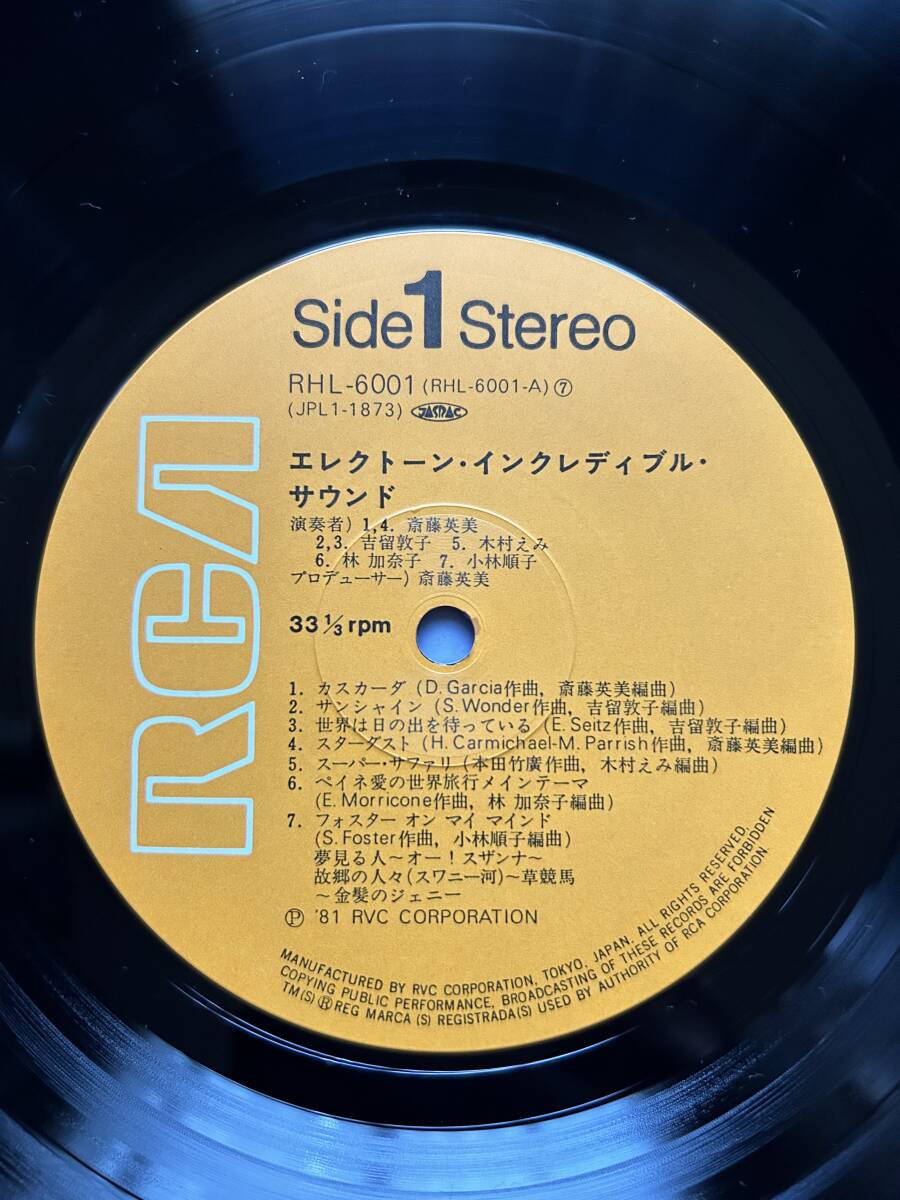 Side 1 Stereo
RHL-6001 (RHL-6001-A) ⑦
(JPL1-1873) JASRAC
エレクトーン・インクレディブル・
サウンド
演奏者) 1,4. 斎藤英美
2,3. 吉留敦子 5. 木村えみ
6. 林 加奈子 7. 小林順子
プロデューサー) 斎藤英美
33 1/3 rpm
RCA
1. カスカーダ (D. Garcia作曲, 斎藤英美編曲)
2. サンシャイン (S. Wonder作曲, 吉留敦子編曲)
3. 世界は日の出を待っている (E. Seitz作曲, 吉留敦子編曲)
4. スターダスト (H. Carmichael-M. Parrish作曲, 斎藤英美編曲)
5. スーパー・サファリ (本田竹廣作曲, 木村えみ編曲)
6. ペイネ愛の世界旅行メインテーマ
(E. Morricone作曲, 林 加奈子編曲)
7. フォスター オン マイ マインド
(S. Foster作曲, 小林順子編曲)
夢見る人～オー！スザンナ～
故郷の人々(スワニー河)～草競馬
～金髪のジェニー
Ⓟ '81 RVC CORPORATION
MANUFACTURED BY RVC CORPORATION, TOKYO, JAPAN, ALL RIGHTS RESERVED,
COPYING PUBLIC PERFORMANCE, BROADCASTING OF THESE RECORDS ARE FORBIDDEN
TM(S) ® REG MARCA (S) REGISTRADA(S) USED BY AUTHORITY OF RCA CORPORATION.